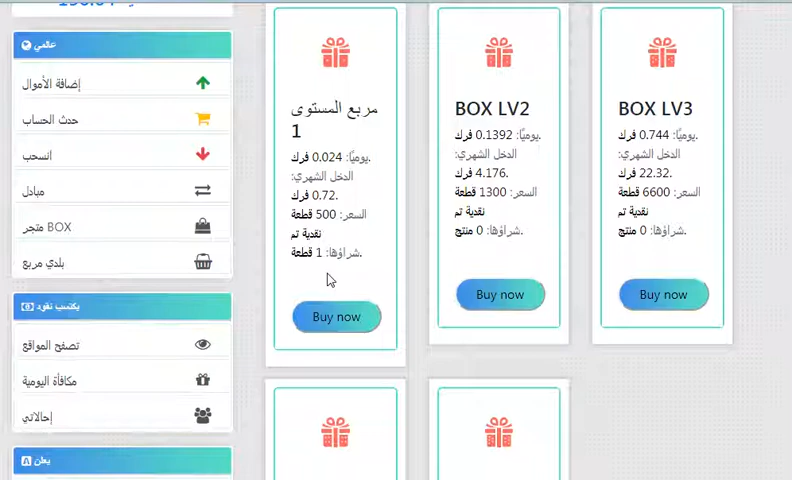 عالمي
إضافة الأموال
حدث الحساب
انسحب
مبادل
متجر BOX
بلدي مربع
يكتسب نقود
تصفح المواقع
مكافأة اليومية
إحالاتي
يعلن
مربع المستوى
1
يوميًا: 0.024 فرك.
الدخل الشهري:
0.72 فرك.
السعر: 500 قطعة
نقدية تم
شراؤها: 1 قطعة.
Buy now
BOX LV2
يوميًا: 0.1392 فرك.
الدخل الشهري:
4.176 فرك.
السعر: 1300 قطعة
نقدية تم
شراؤها: 0 منتج.
Buy now
BOX LV3
يوميًا: 0.744 فرك.
الدخل الشهري:
22.32 فرك.
السعر: 6600 قطعة
نقدية تم
شراؤها: 0 منتج.
Buy now